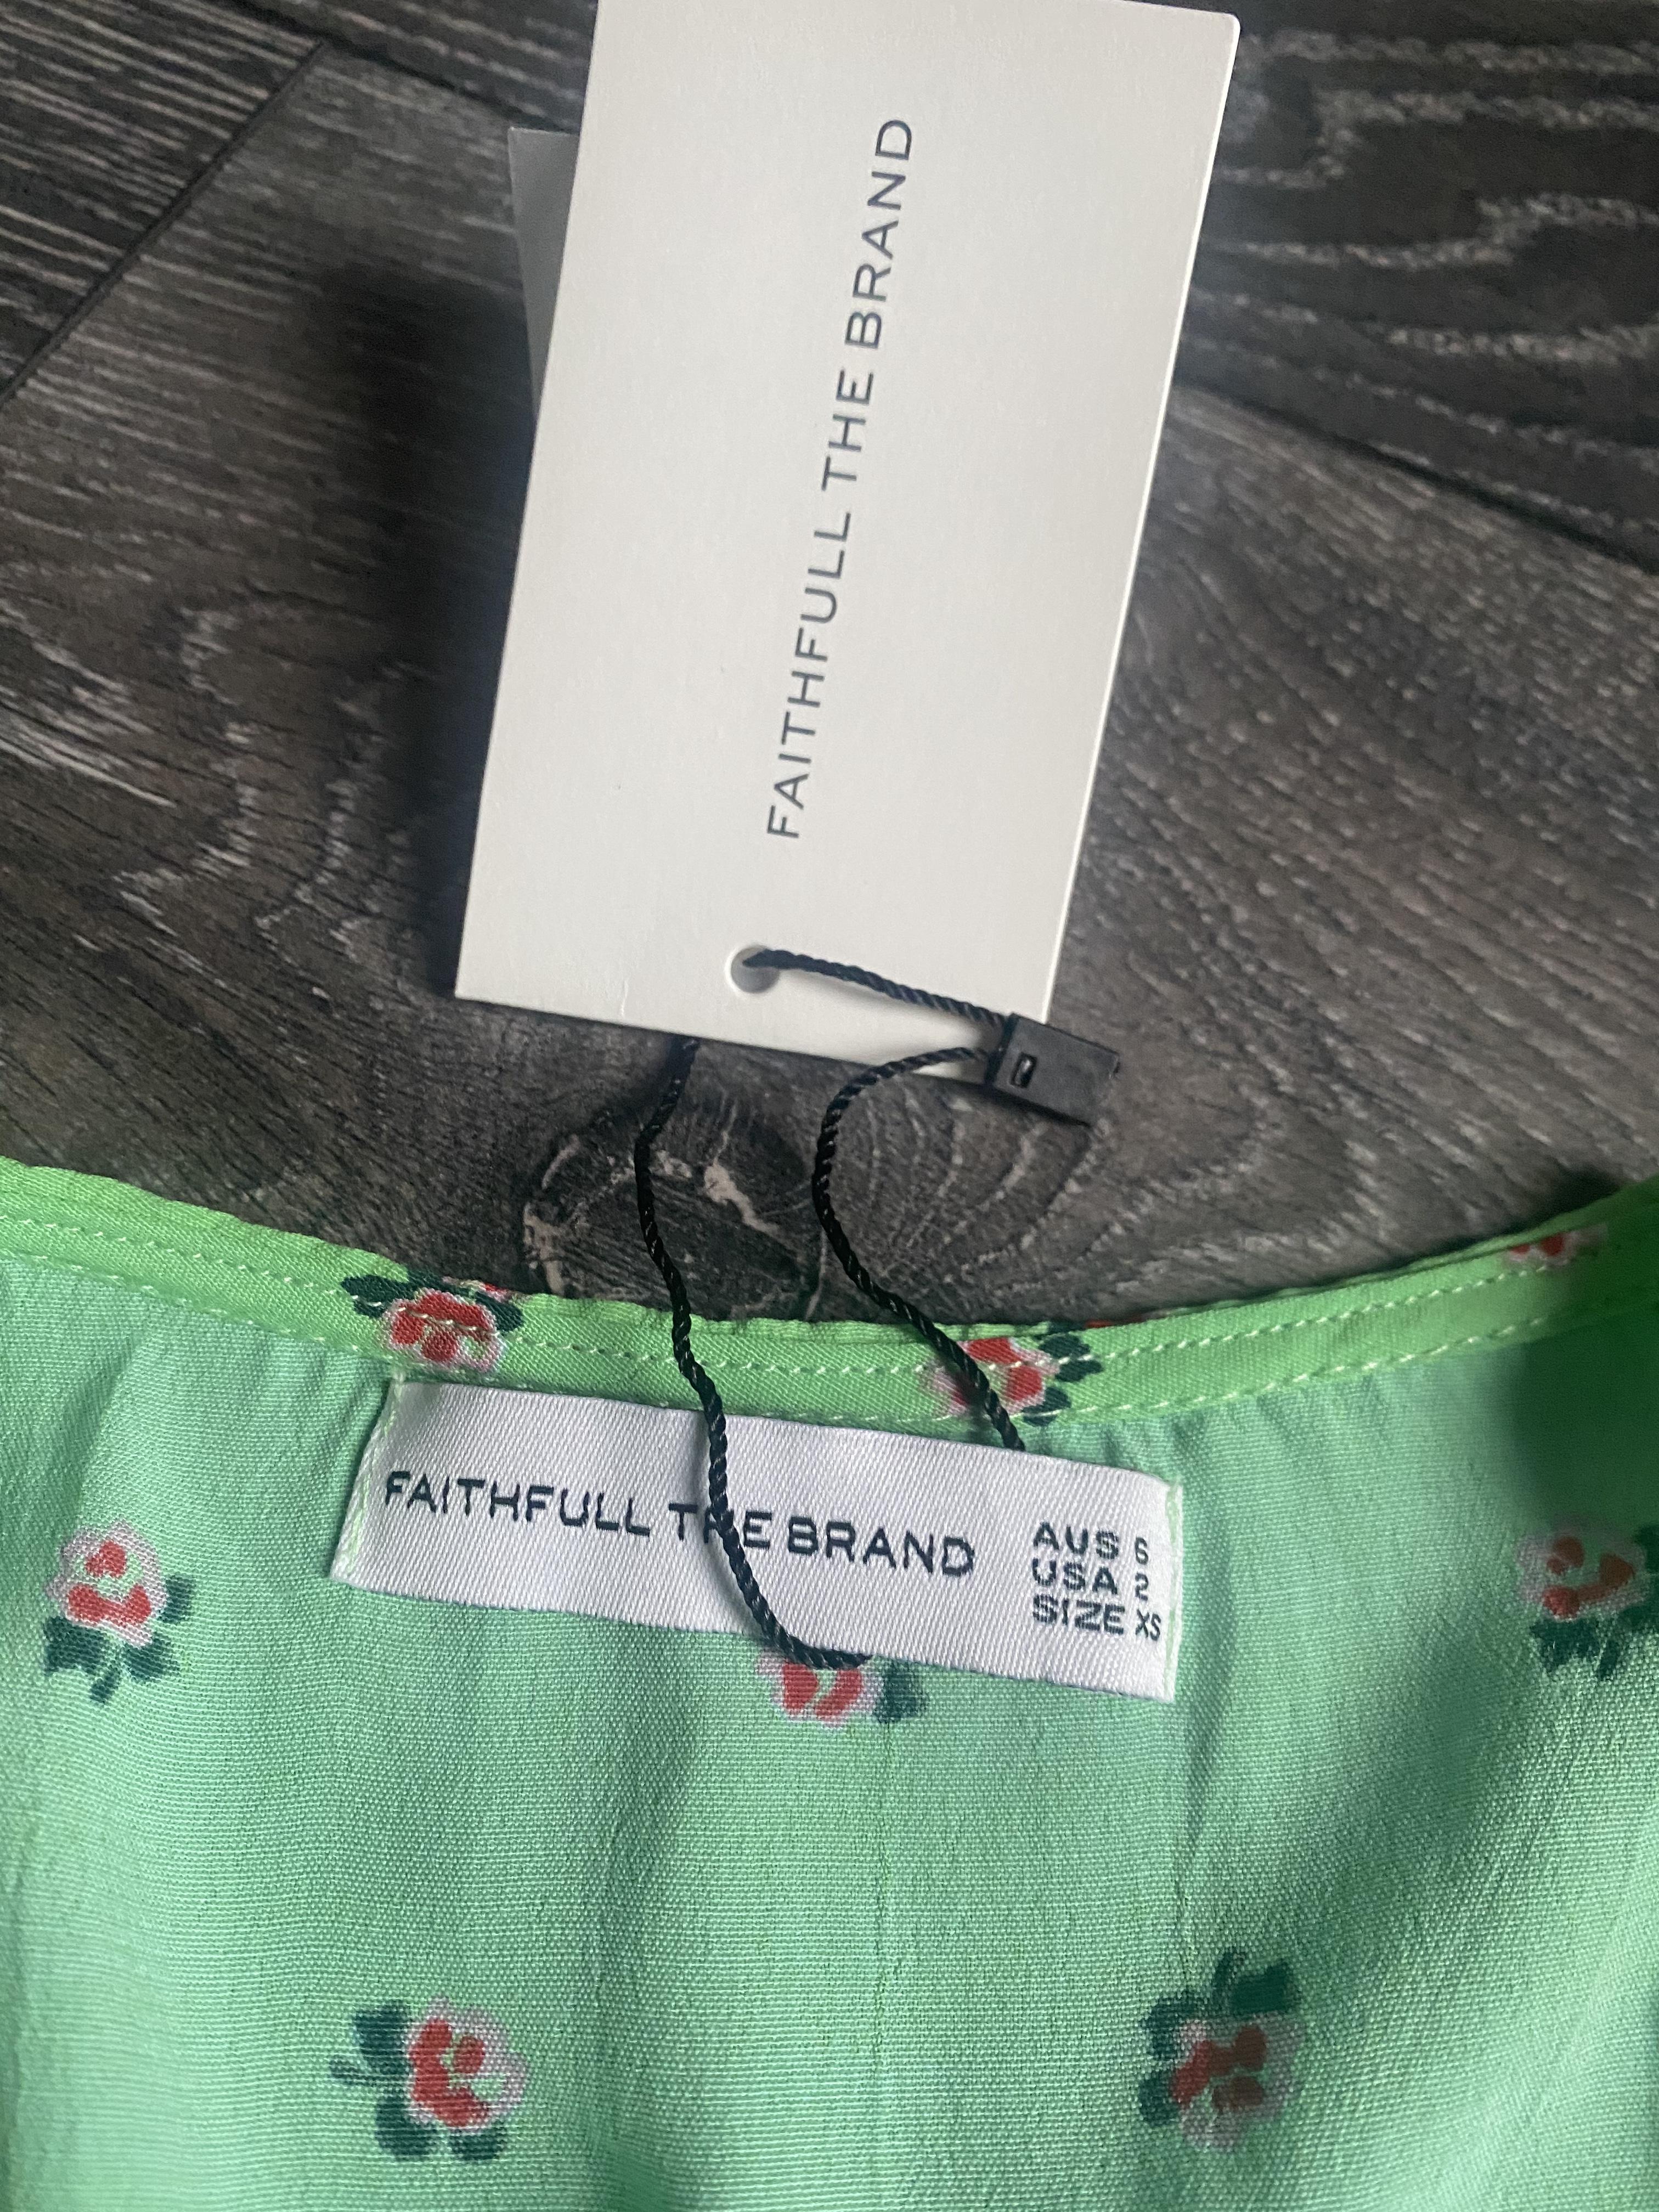 FAITHFULL THE BRAND
FAITHFULL THE BRAND
AUS 6
USA 2
SIZE XS